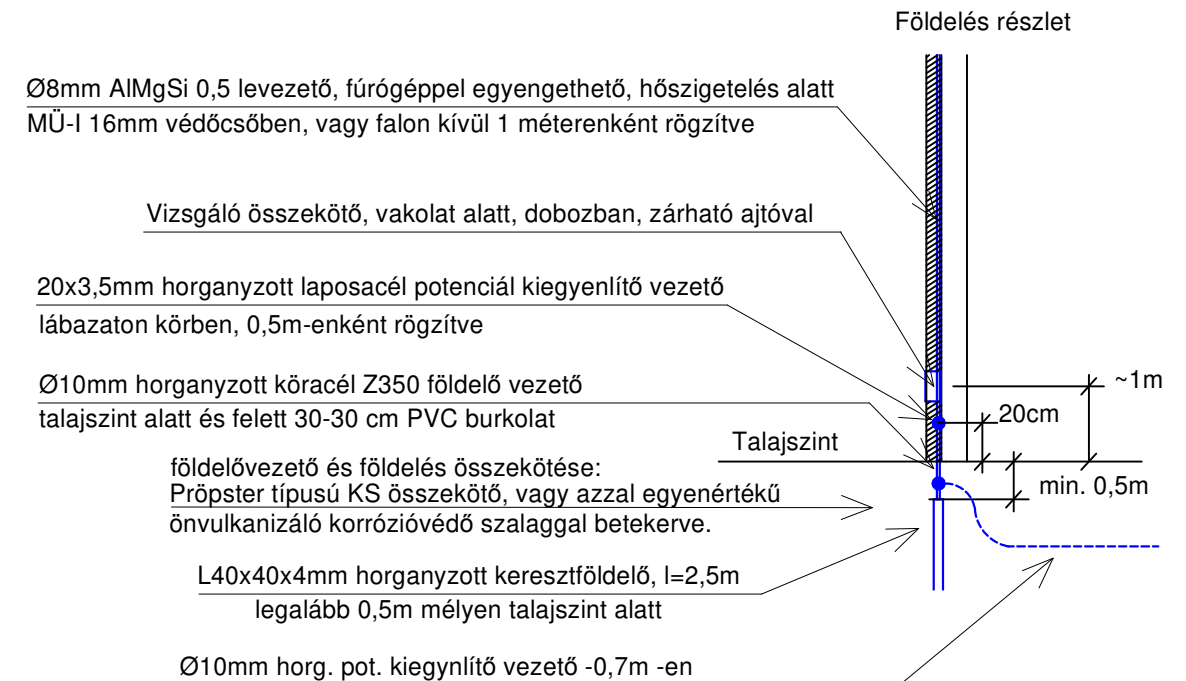 Földelés részlet
Ø8mm AlMgSi 0,5 levezető, fúrógéppel egyengethető, hőszigetelés alatt
MÜ-I 16mm védőcsőben, vagy falon kívül 1 méterenként rögzítve
Vizsgáló összekötő, vakolat alatt, dobozban, zárható ajtóval
20x3,5mm horganyzott laposacél potenciál kiegyenlítő vezető
lábazaton körben, 0,5m-enként rögzítve
Ø10mm horganyzott köracél Z350 földelő vezető
talajszint alatt és felett 30-30 cm PVC burkolat
~1m
20cm
Talajszint
min. 0,5m
földelővezető és földelés összekötése:
Pröpster típusú KS összekötő, vagy azzal egyenértékű
önvulkanizáló korrózióvédő szalaggal betekerve.
L40x40x4mm horganyzott keresztföldelő, l=2,5m
legalább 0,5m mélyen talajszint alatt
Ø10mm horg. pot. kiegynlítő vezető -0,7m -en